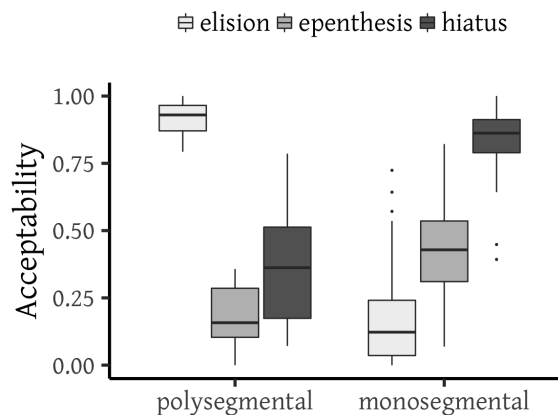 elision epenthesis hiatus
Acceptability
1.00
0.75
0.50
0.25
0.00
polysegmental monosegmental